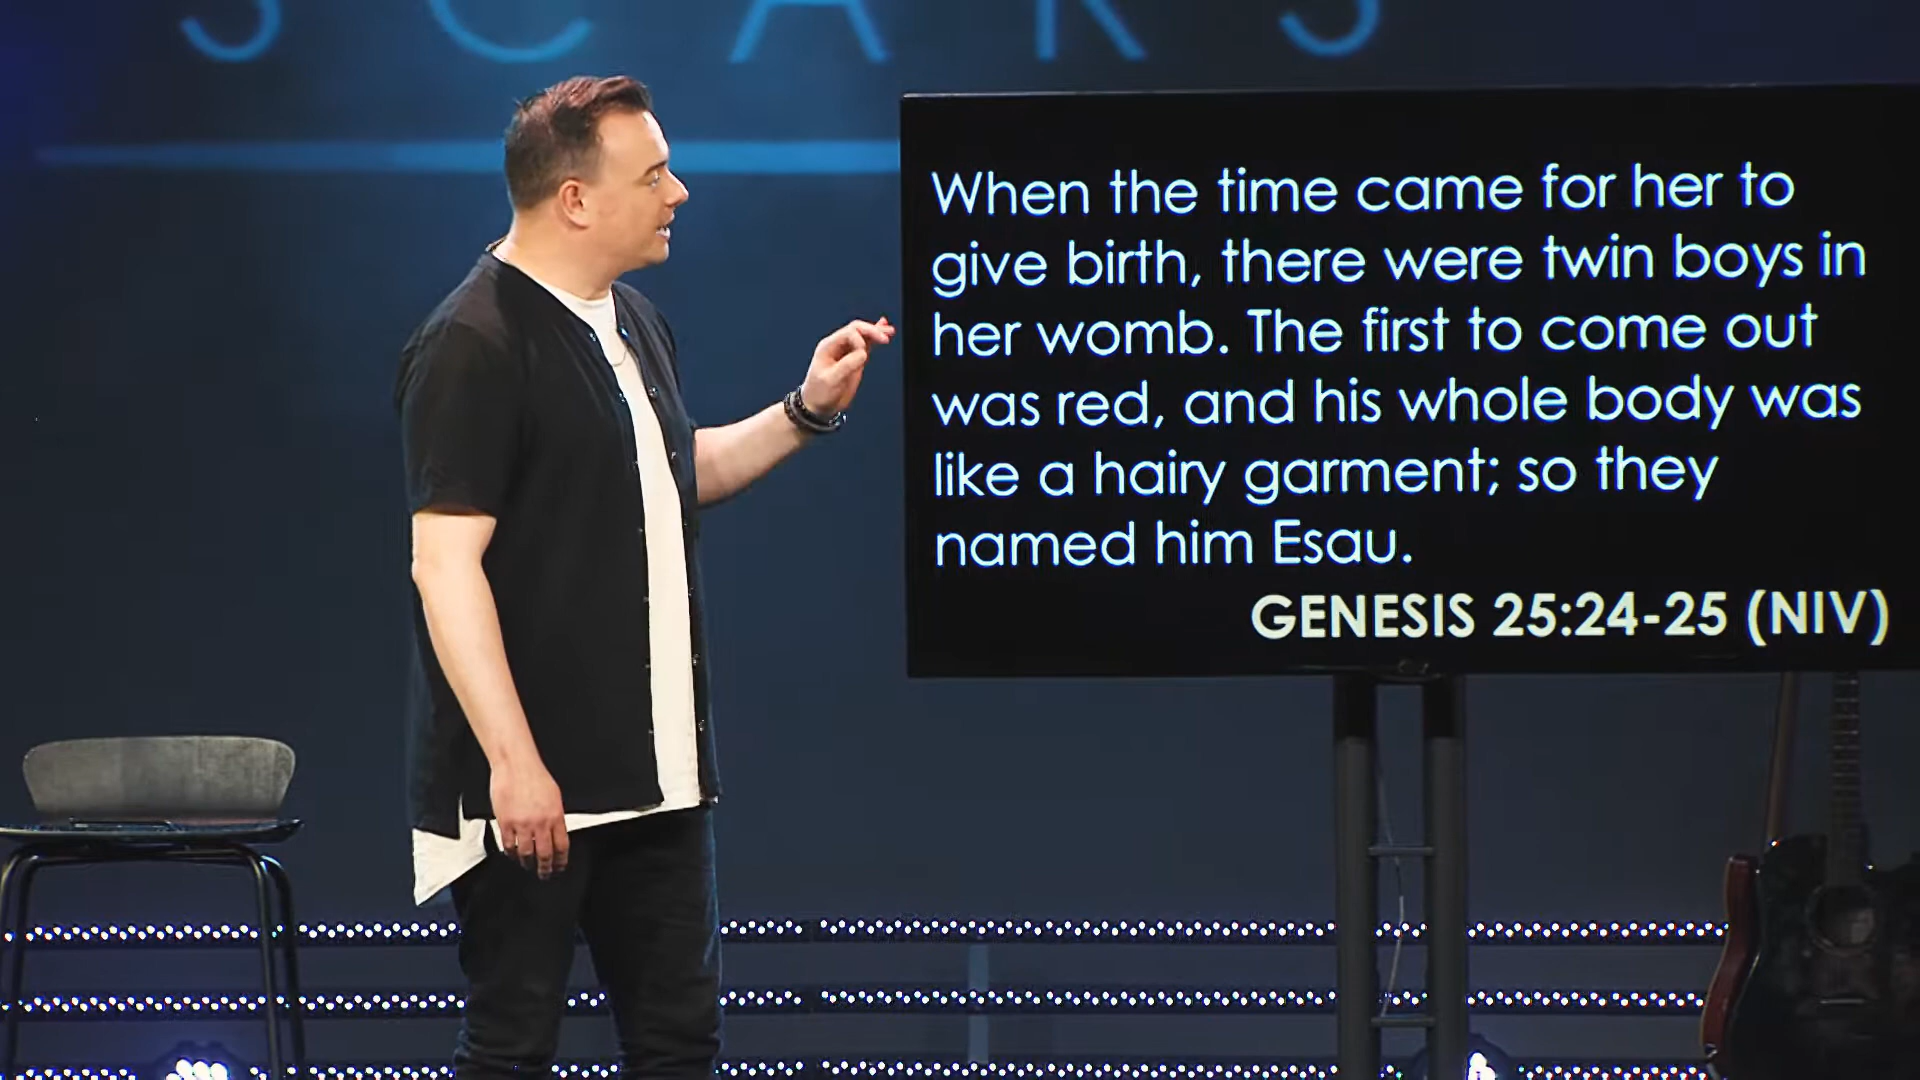 SCARS
When the time came for her to
give birth, there were twin boys in
her womb. The first to come out
was red, and his whole body was
like a hairy garment; so they
named him Esau.
GENESIS 25:24-25 (NIV)